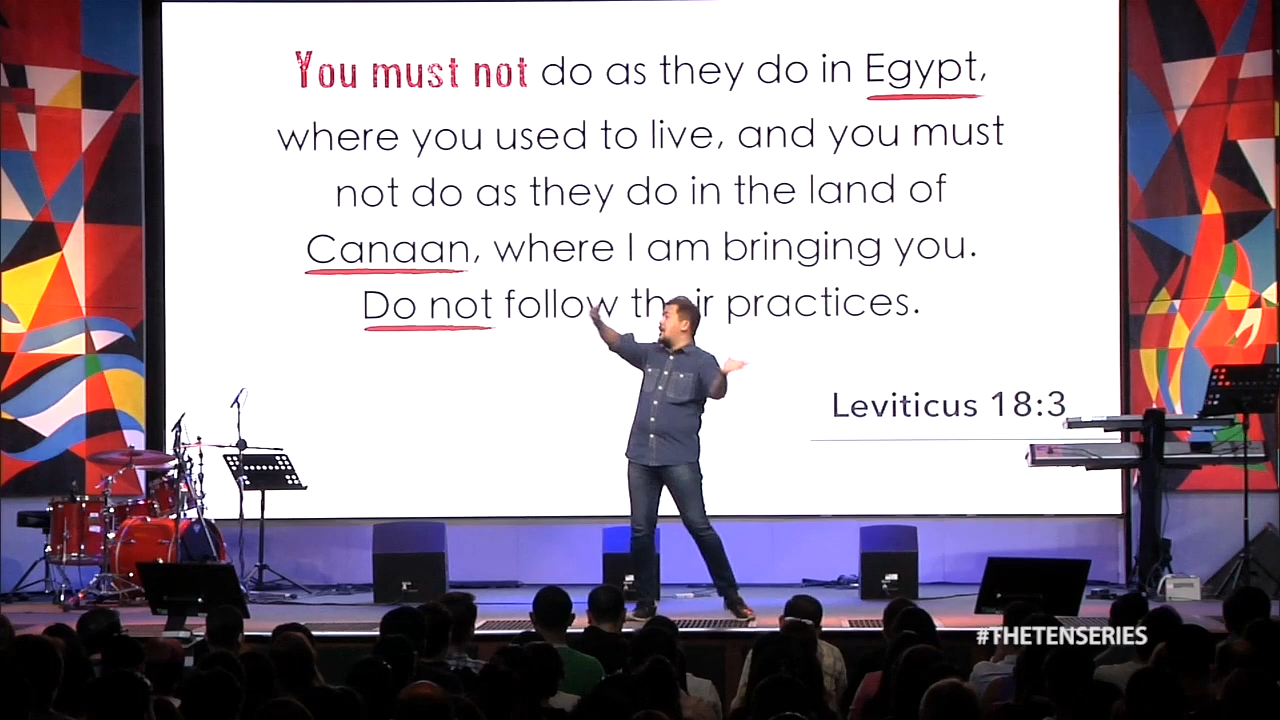 You must not do as they do in Egypt,
where you used to live, and you must
not do as they do in the land of
Canaan, where I am bringing you.
Do not follow their practices.
Leviticus 18:3
#THETENSERIES